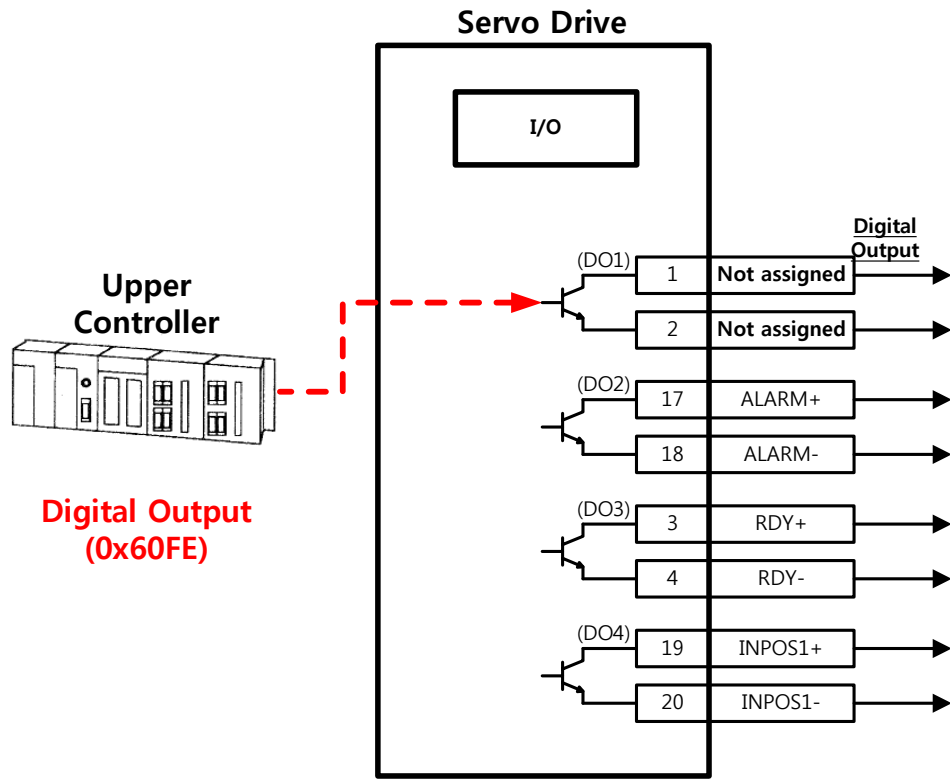 Servo Drive
I/O
Digital
Output
(DO1)
1
Not assigned
2
Not assigned
Upper
Controller
(DO2)
17
ALARM+
18
ALARM-
Digital Output
(0x60FE)
(DO3)
3
RDY+
4
RDY-
(DO4)
19
INPOS1+
20
INPOS1-